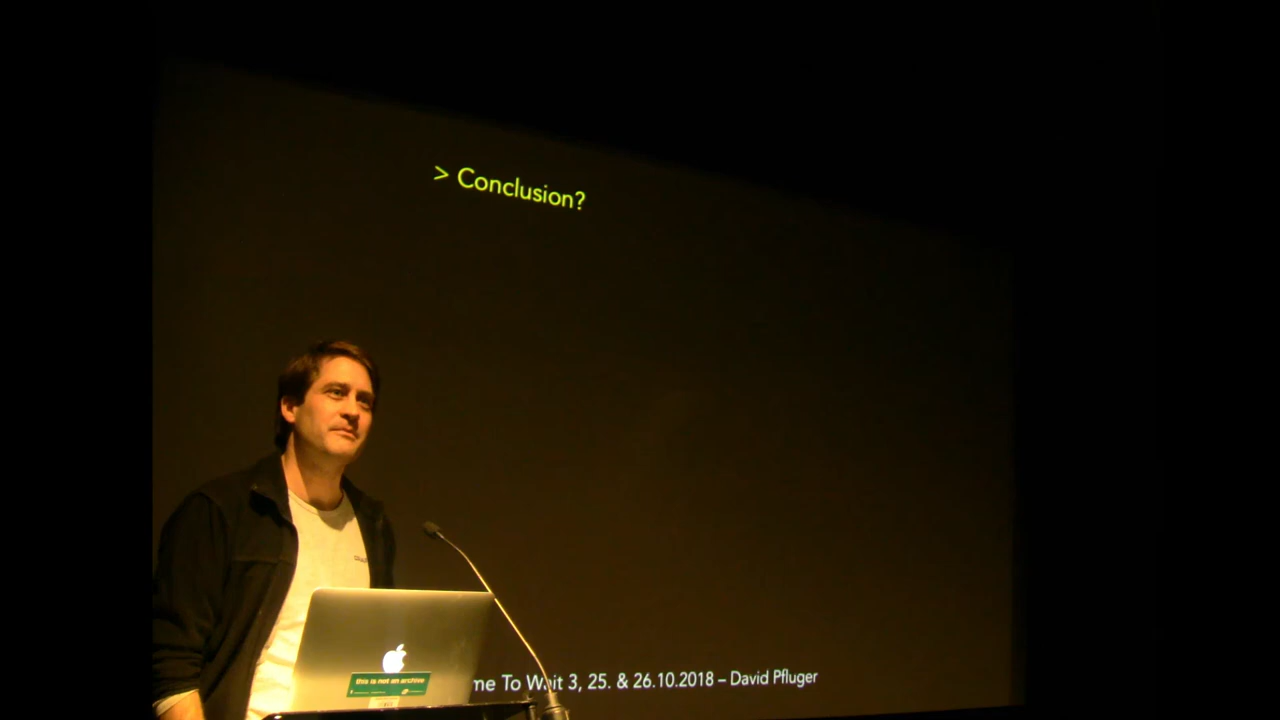 > Conclusion?
me To Wait 3, 25. & 26.10.2018 – David Pfluger
this is not an archive